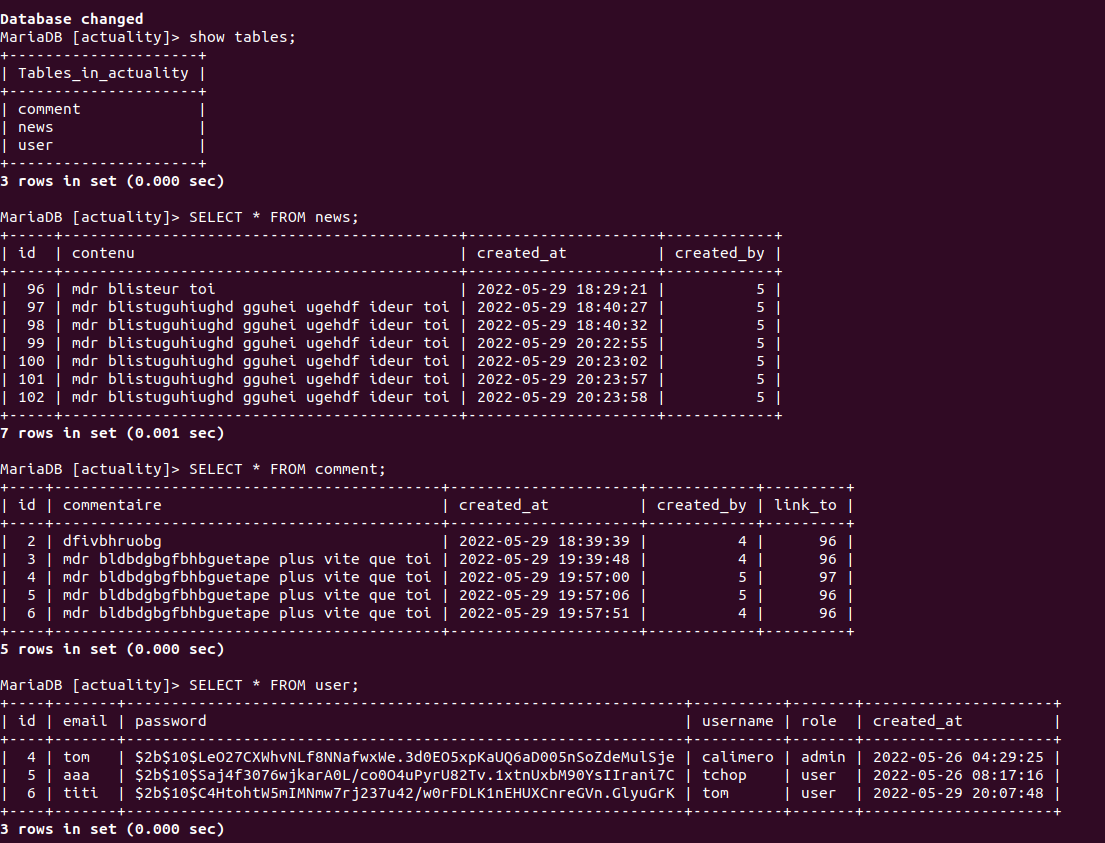 Database changed
MariaDB [actuality]> show tables;
+---------------------+
| Tables_in_actuality |
+---------------------+
| comment             |
| news                |
| user                |
+---------------------+
3 rows in set (0.000 sec)

MariaDB [actuality]> SELECT * FROM news;
+-----+--------------------------------------------+---------------------+------------+
| id  | contenu                                    | created_at          | created_by |
+-----+--------------------------------------------+---------------------+------------+
|  96 | mdr blisteur toi                           | 2022-05-29 18:29:21 |          5 |
|  97 | mdr blistuguhiughd gguhei ugehdf ideur toi | 2022-05-29 18:40:27 |          5 |
|  98 | mdr blistuguhiughd gguhei ugehdf ideur toi | 2022-05-29 18:40:32 |          5 |
|  99 | mdr blistuguhiughd gguhei ugehdf ideur toi | 2022-05-29 20:22:55 |          5 |
| 100 | mdr blistuguhiughd gguhei ugehdf ideur toi | 2022-05-29 20:23:02 |          5 |
| 101 | mdr blistuguhiughd gguhei ugehdf ideur toi | 2022-05-29 20:23:57 |          5 |
| 102 | mdr blistuguhiughd gguhei ugehdf ideur toi | 2022-05-29 20:23:58 |          5 |
+-----+--------------------------------------------+---------------------+------------+
7 rows in set (0.001 sec)

MariaDB [actuality]> SELECT * FROM comment;
+----+------------------------------------------+---------------------+------------+---------+
| id | commentaire                              | created_at          | created_by | link_to |
+----+------------------------------------------+---------------------+------------+---------+
|  2 | dfivbhruobg                              | 2022-05-29 18:39:39 |          4 |      96 |
|  3 | mdr bldbdgbgfbhbguetape plus vite que toi | 2022-05-29 19:39:48 |          4 |      96 |
|  4 | mdr bldbdgbgfbhbguetape plus vite que toi | 2022-05-29 19:57:00 |          5 |      97 |
|  5 | mdr bldbdgbgfbhbguetape plus vite que toi | 2022-05-29 19:57:06 |          5 |      96 |
|  6 | mdr bldbdgbgfbhbguetape plus vite que toi | 2022-05-29 19:57:51 |          4 |      96 |
+----+------------------------------------------+---------------------+------------+---------+
5 rows in set (0.000 sec)

MariaDB [actuality]> SELECT * FROM user;
+----+-------+--------------------------------------------------------------+----------+-------+---------------------+
| id | email | password                                                     | username | role  | created_at          |
+----+-------+--------------------------------------------------------------+----------+-------+---------------------+
|  4 | tom   | $2b$10$LeO27CXWhvNLf8NNafwxWe.3d0EO5xpKaUQ6aD005nSoZdeMulSje | calimero | admin | 2022-05-26 04:29:25 |
|  5 | aaa   | $2b$10$Saj4f3076wjkarA0L/co0O4uPyrU82Tv.1xtnUxbM90YsIIrani7C | tchop    | user  | 2022-05-26 08:17:16 |
|  6 | titi  | $2b$10$C4HtohtW5mIMNmw7rj237u42/w0rFDLK1nEHUXCnreGVn.GlyuGrK | tom      | user  | 2022-05-29 20:07:48 |
+----+-------+--------------------------------------------------------------+----------+-------+---------------------+
3 rows in set (0.000 sec)